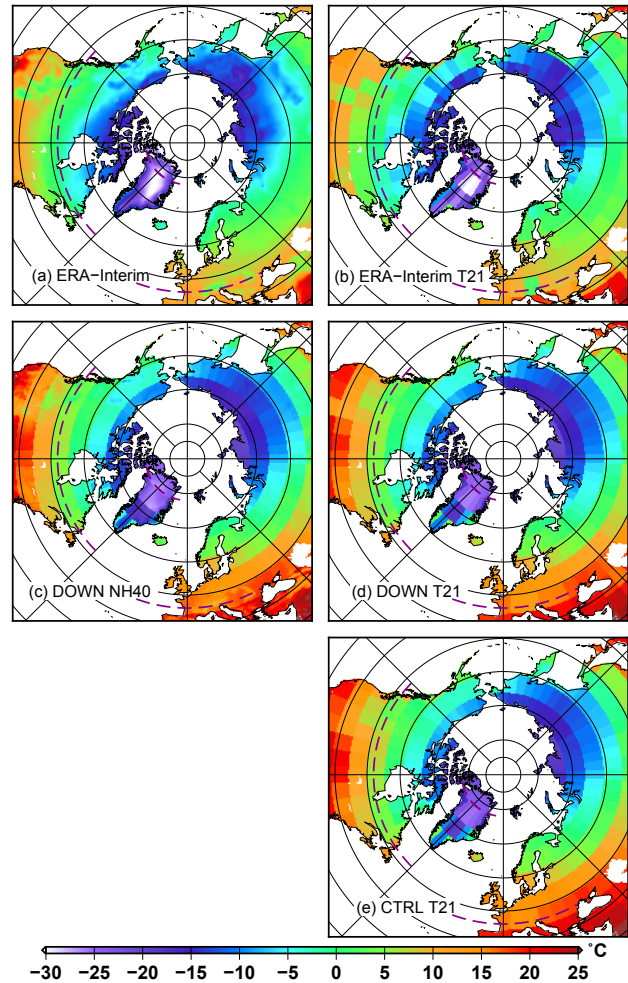 (a) ERA−Interim
(b) ERA−Interim T21
(c) DOWN NH40
(d) DOWN T21
(e) CTRL T21
−30 −25 −20 −15 −10 −5 0 5 10 15 20 25
°C